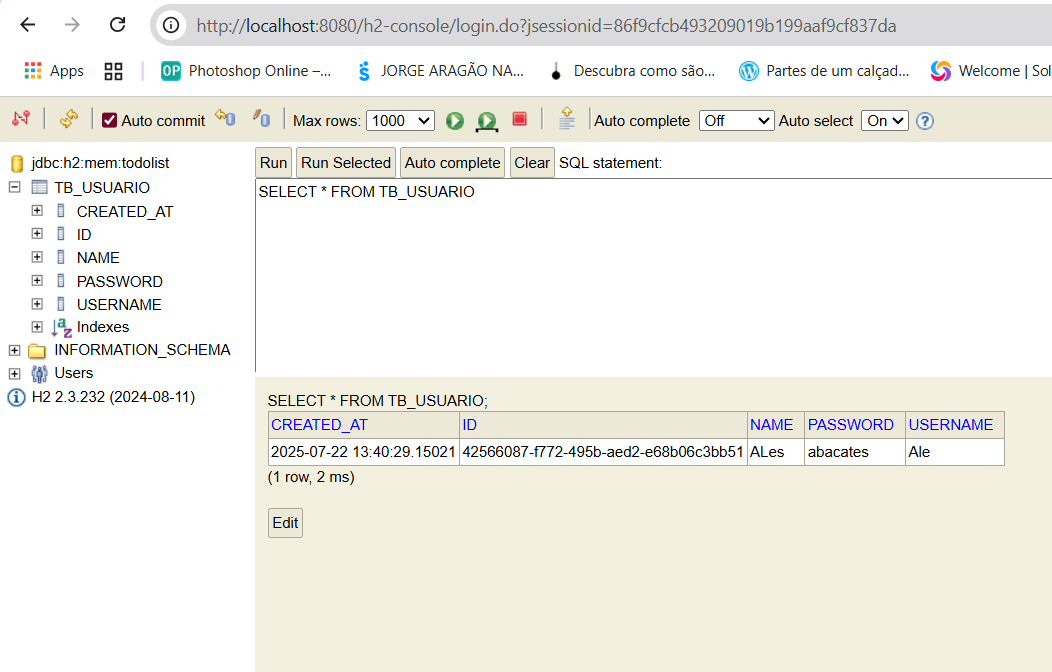 http://localhost:8080/h2-console/login.do?jsessionid=86f9cfcb493209019b199aaf9cf837da
Apps OP Photoshop Online –... JORGE ARAGÃO NA... Descubra como são... Partes de um calçad... Welcome | Sol
Auto commit Max rows: 1000 Auto complete Off Auto select On ?
jdbc:h2:mem:todolist
TB_USUARIO
CREATED_AT
ID
NAME
PASSWORD
USERNAME
Indexes
INFORMATION_SCHEMA
Users
H2 2.3.232 (2024-08-11)
Run Run Selected Auto complete Clear SQL statement:
SELECT * FROM TB_USUARIO
SELECT * FROM TB_USUARIO;
CREATED_AT ID NAME PASSWORD USERNAME
2025-07-22 13:40:29.15021 42566087-f772-495b-aed2-e68b06c3bb51 ALes abacates Ale
(1 row, 2 ms)
Edit